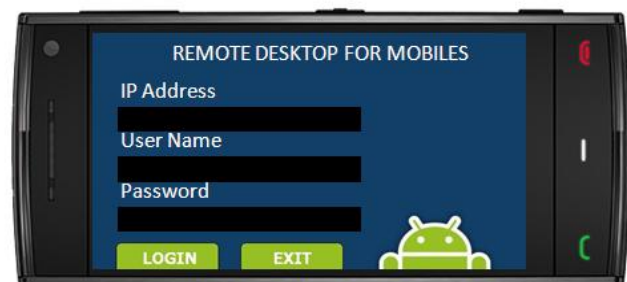 REMOTE DESKTOP FOR MOBILES
IP Address
User Name
Password
LOGIN EXIT